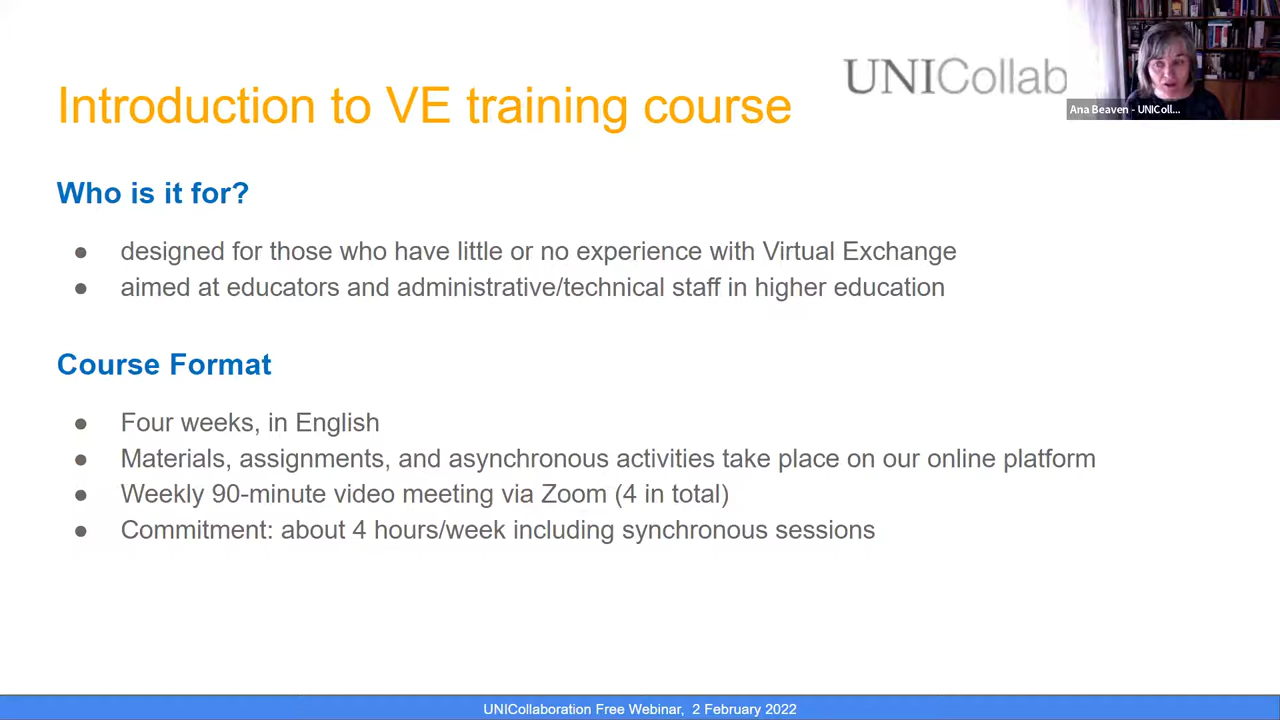 UNICollab
Introduction to VE training course
Ana Beaven - UNIColl...
Who is it for?
● designed for those who have little or no experience with Virtual Exchange
● aimed at educators and administrative/technical staff in higher education
Course Format
● Four weeks, in English
● Materials, assignments, and asynchronous activities take place on our online platform
● Weekly 90-minute video meeting via Zoom (4 in total)
● Commitment: about 4 hours/week including synchronous sessions
UNICollaboration Free Webinar, 2 February 2022